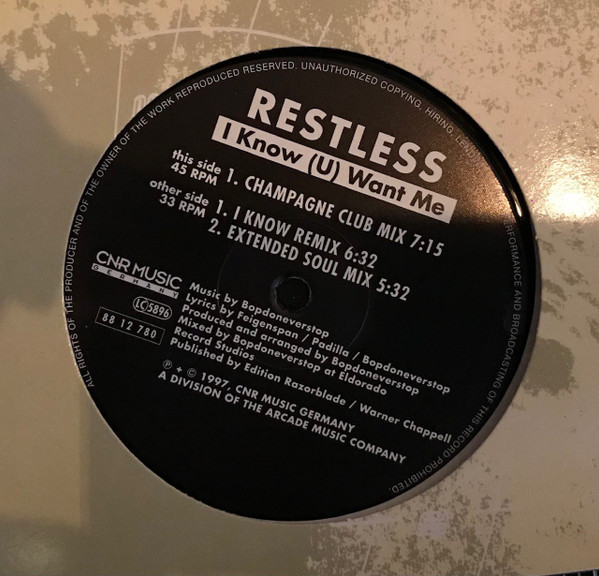 ALL RIGHTS OF THE PRODUCER AND OF THE OWNER OF THE WORK REPRODUCED RESERVED. UNAUTHORIZED COPYING, HIRING, LENDING PERFORMANCE AND BROADCASTING OF THIS RECORD PROHIBITED.
RESTLESS
I Know (U) Want Me
this side 1. CHAMPAGNE CLUB MIX 7:15
45 RPM
other side 1. I KNOW REMIX 6:32
33 RPM 2. EXTENDED SOUL MIX 5:32
CNR MUSIC
GERMANY
LC 5896
88 12 780
Music by Bopdoneverstop
Lyrics by Feigenspan / Padilla / Bopdoneverstop
Produced and arranged by Bopdoneverstop
Mixed by Bopdoneverstop at Eldorado
Record Studios
Published by Edition Razorblade / Warner Chappell
℗ + © 1997, CNR MUSIC GERMANY
A DIVISION OF THE ARCADE MUSIC COMPANY